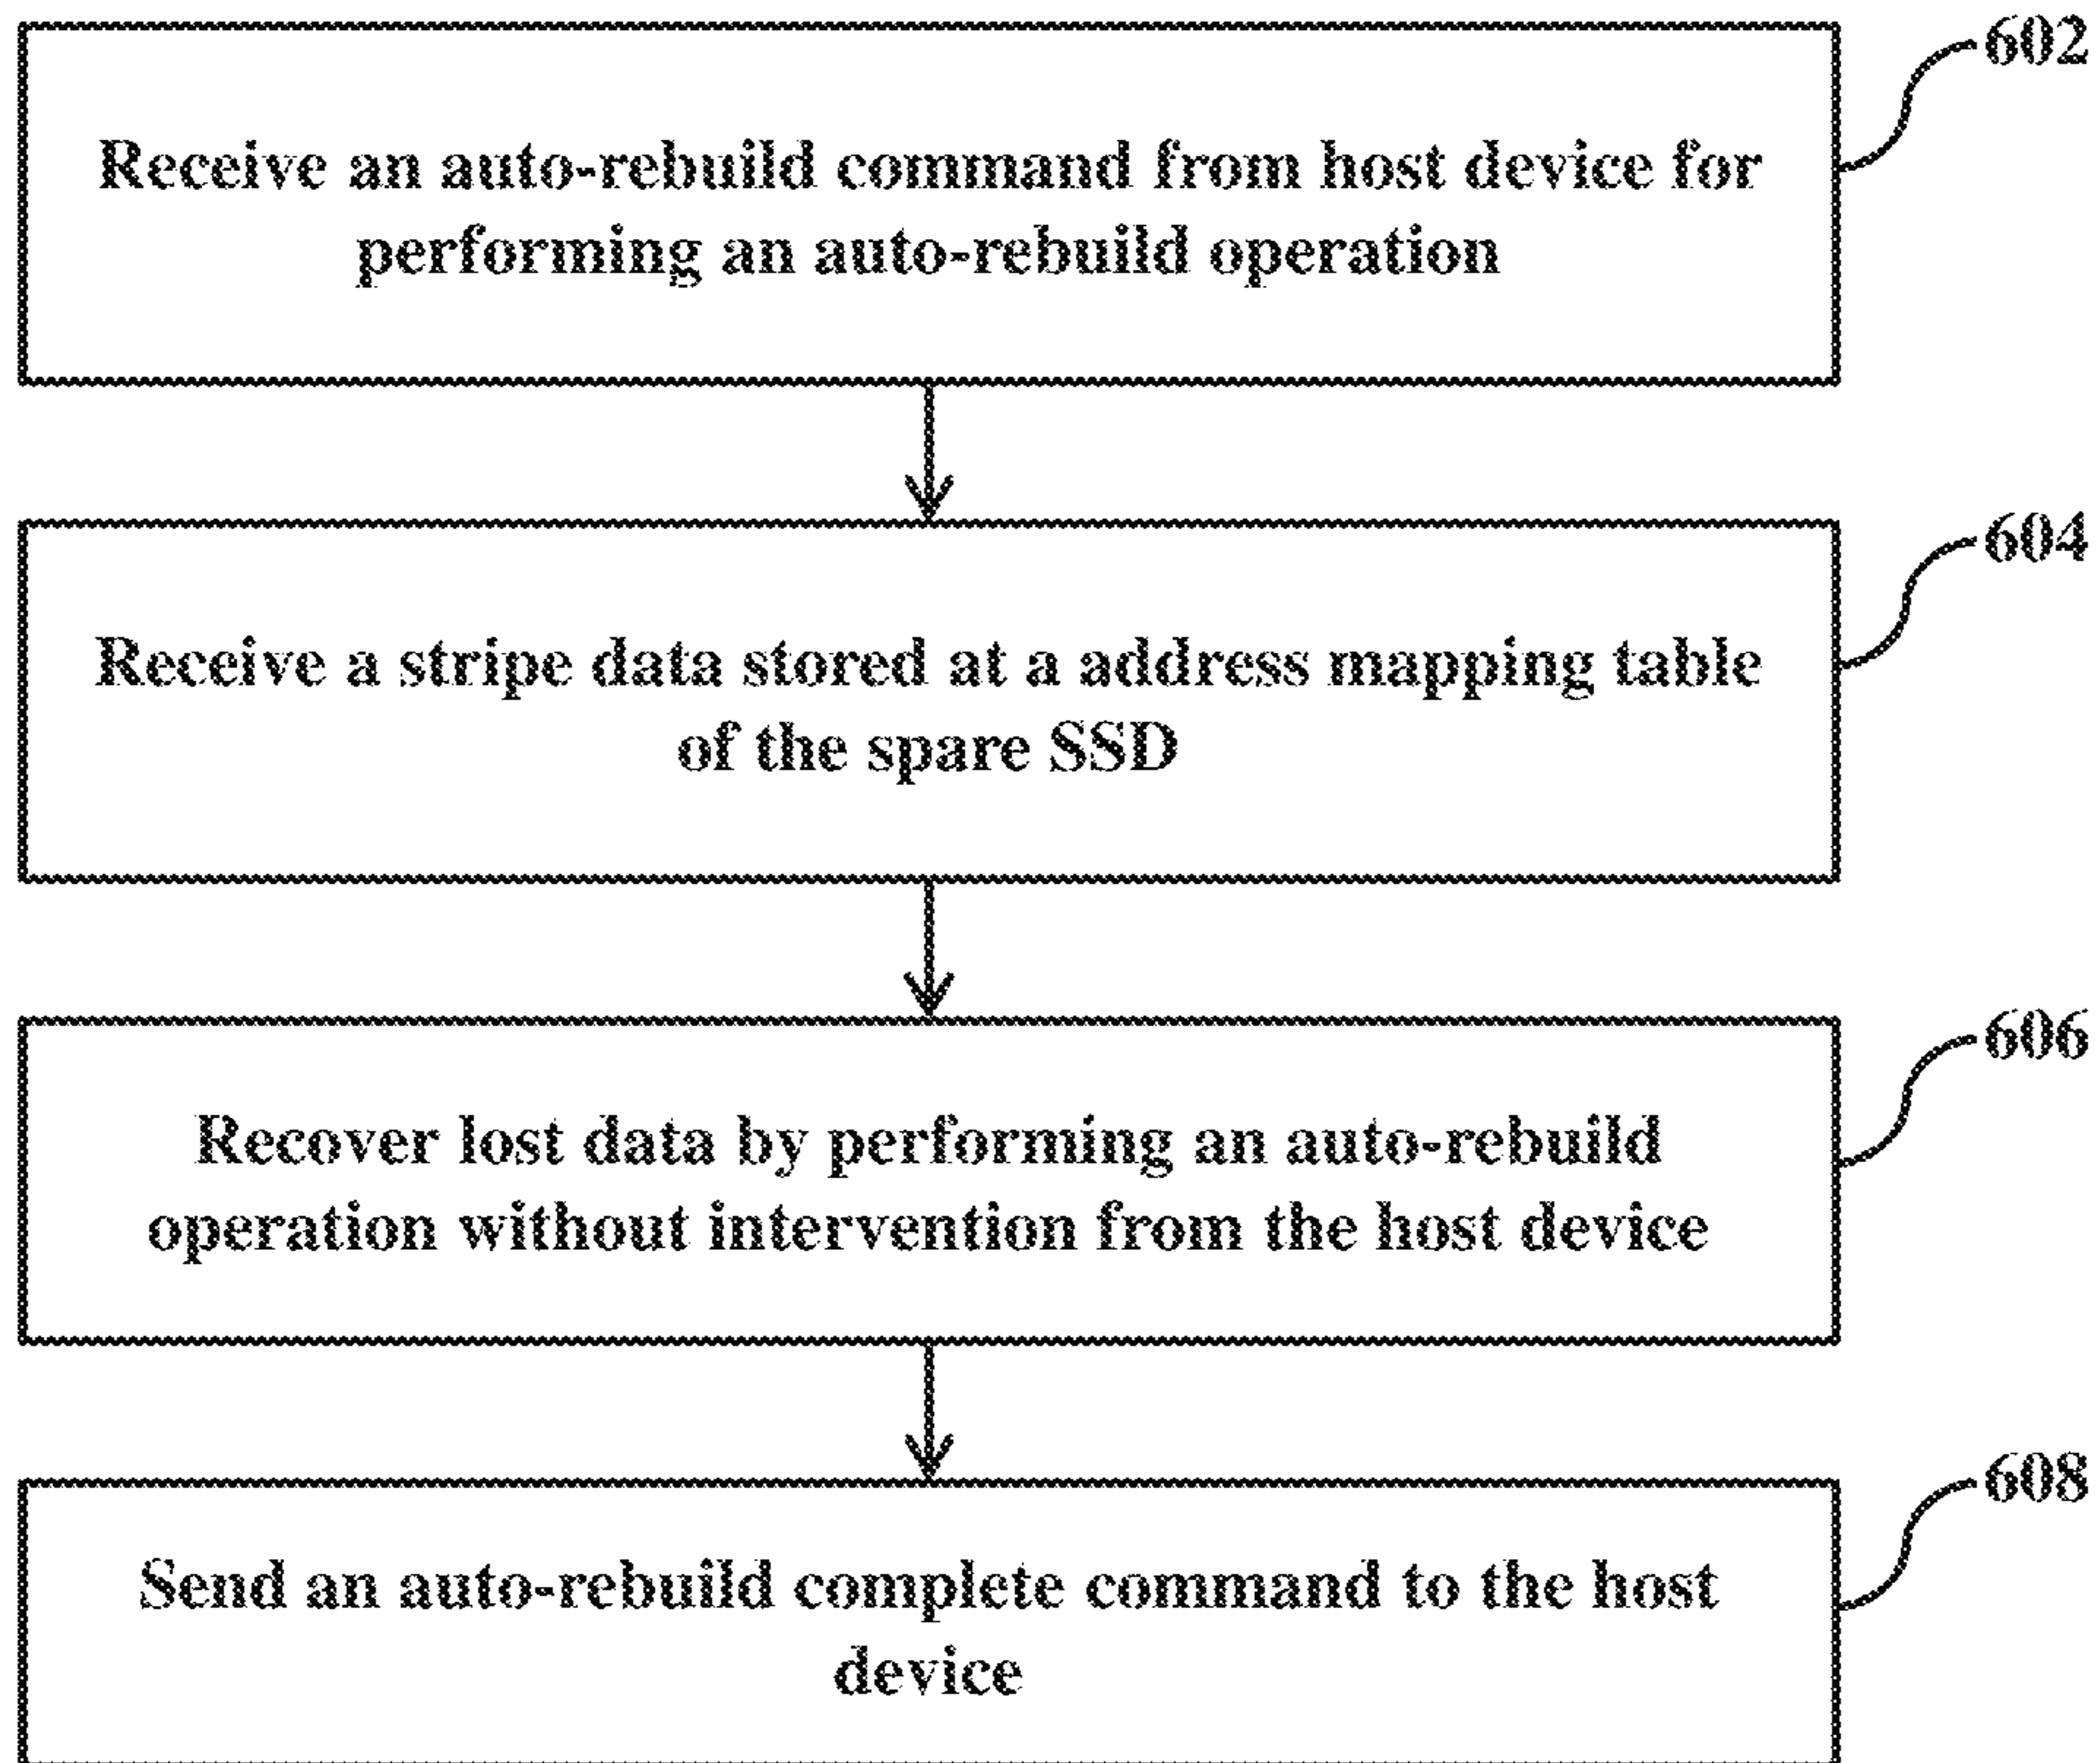 602
Receive an auto-rebuild command from host device for
performing an auto-rebuild operation
604
Receive a stripe data stored at a address mapping table
of the spare SSD
606
Recover lost data by performing an auto-rebuild
operation without intervention from the host device
608
Send an auto-rebuild complete command to the host
device